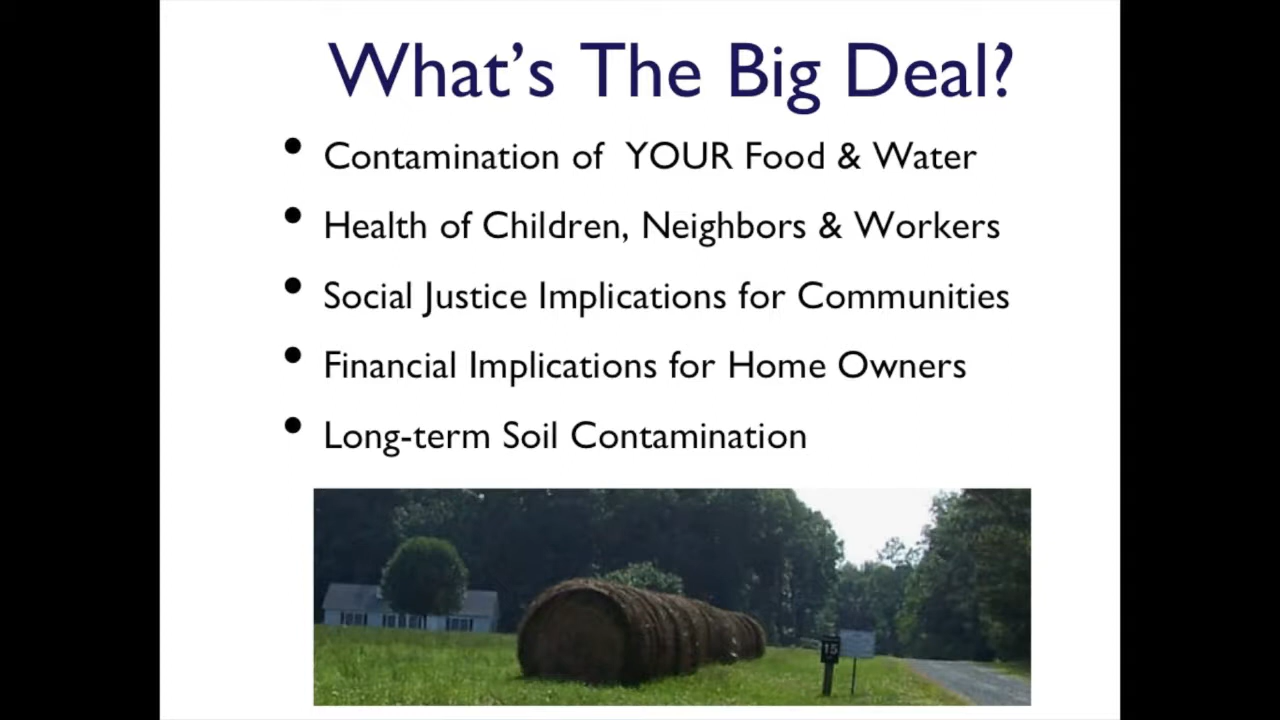 What's The Big Deal?
• Contamination of YOUR Food & Water
• Health of Children, Neighbors & Workers
• Social Justice Implications for Communities
• Financial Implications for Home Owners
• Long-term Soil Contamination
15